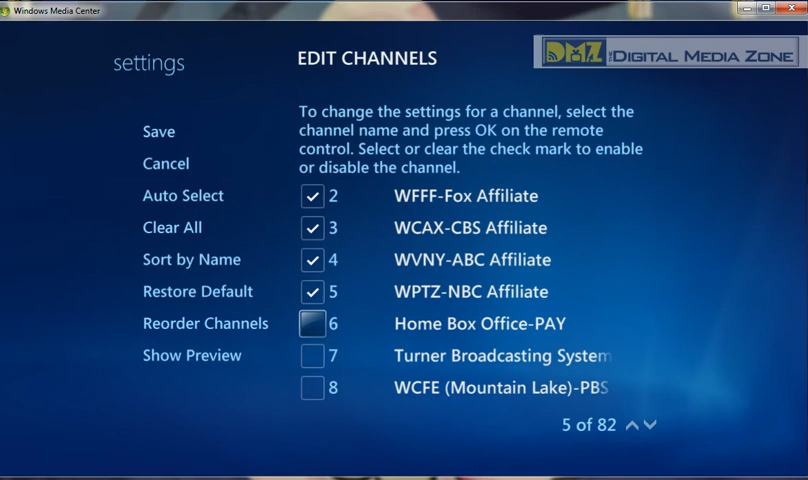 Windows Media Center
settings
EDIT CHANNELS
DMZ THE DIGITAL MEDIA ZONE
To change the settings for a channel, select the
channel name and press OK on the remote
control. Select or clear the check mark to enable
or disable the channel.
Save
Cancel
Auto Select
Clear All
Sort by Name
Restore Default
Reorder Channels
Show Preview
2 WFFF-Fox Affiliate
3 WCAX-CBS Affiliate
4 WVNY-ABC Affiliate
5 WPTZ-NBC Affiliate
6 Home Box Office-PAY
7 Turner Broadcasting System
8 WCFE (Mountain Lake)-PBS
5 of 82